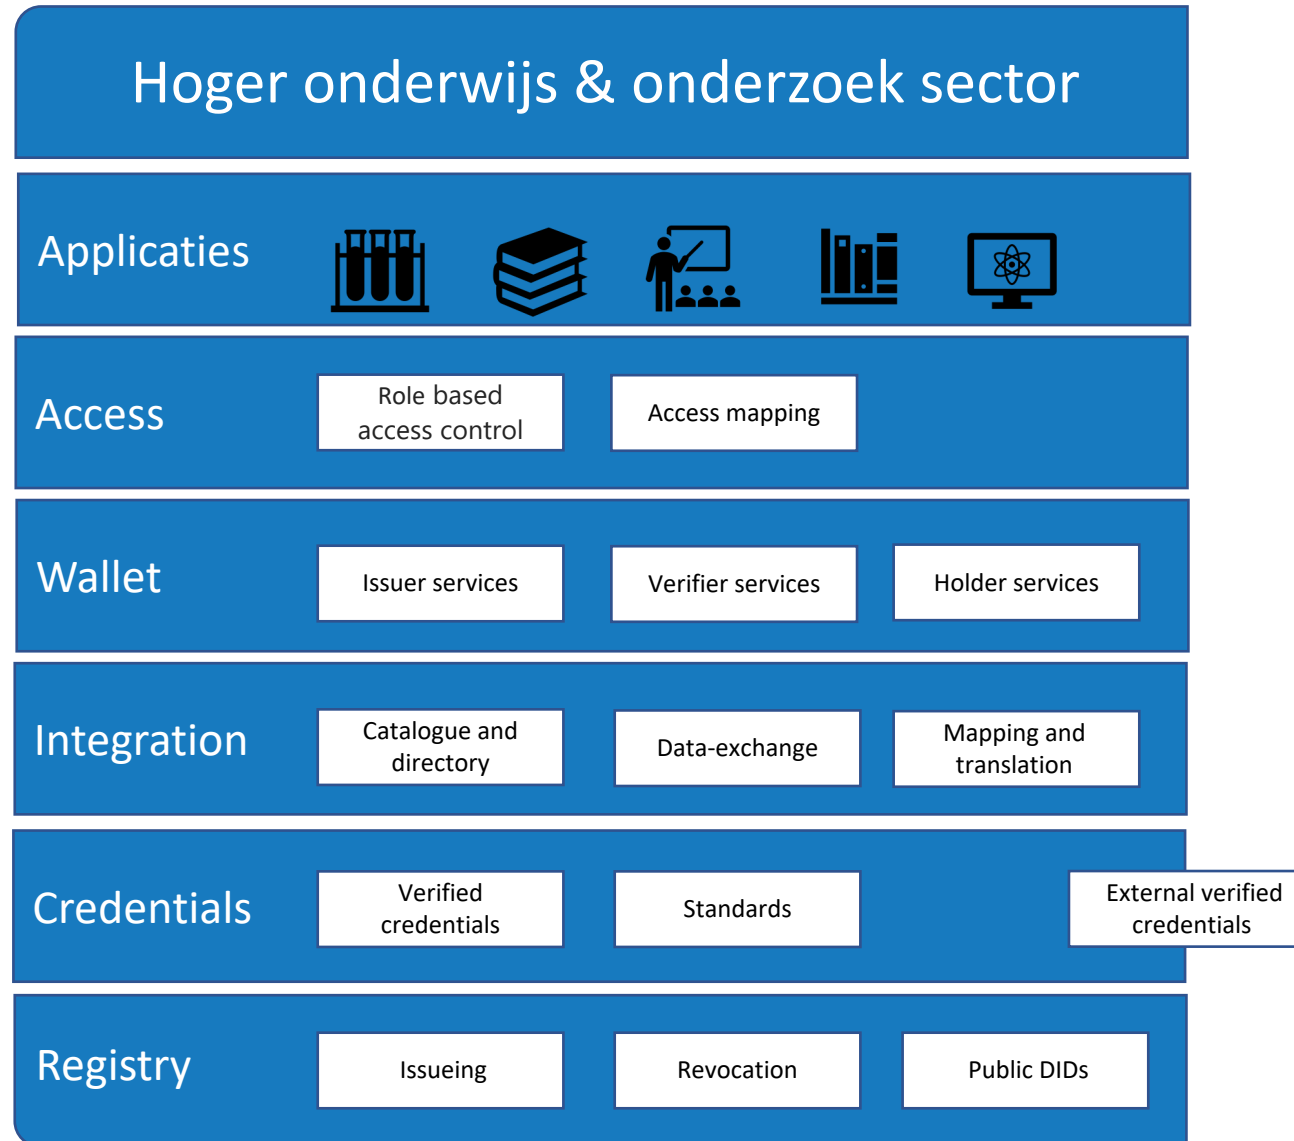 Hoger onderwijs & onderzoek sector
Applicaties
Access
Role based
access control
Access mapping
Wallet
Issuer services
Verifier services
Holder services
Integration
Catalogue and
directory
Data-exchange
Mapping and
translation
Credentials
Verified
credentials
Standards
External verified
credentials
Registry
Issueing
Revocation
Public DIDs